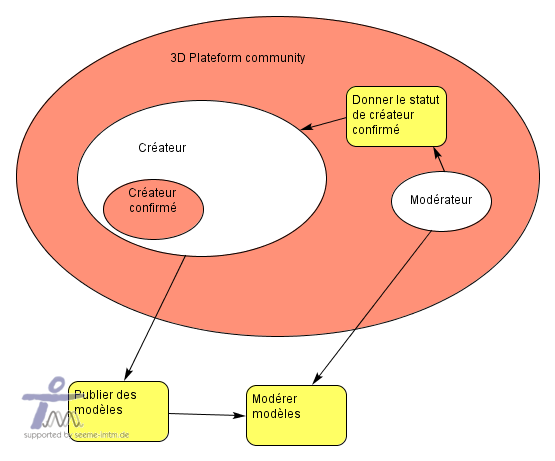 3D Plateform community
Donner le statut
de créateur
confirmé
Créateur
Créateur
confirmé
Modérateur
Publier des
modèles
Modérer
modèles
supported by seeme-imtm.de